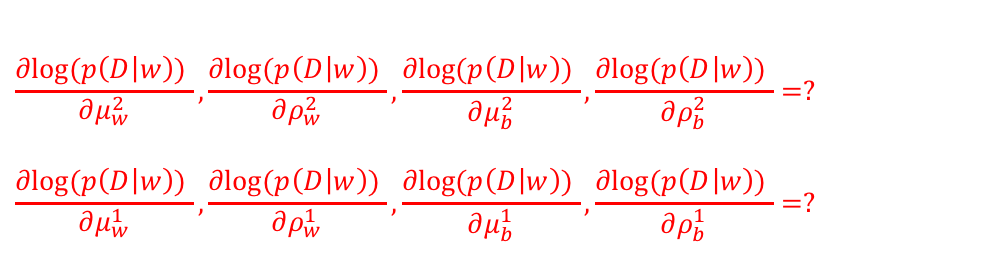 ∂log(p(D|w))/∂μ_w^2, ∂log(p(D|w))/∂ρ_w^2, ∂log(p(D|w))/∂μ_b^2, ∂log(p(D|w))/∂ρ_b^2 =?
∂log(p(D|w))/∂μ_w^1, ∂log(p(D|w))/∂ρ_w^1, ∂log(p(D|w))/∂μ_b^1, ∂log(p(D|w))/∂ρ_b^1 =?